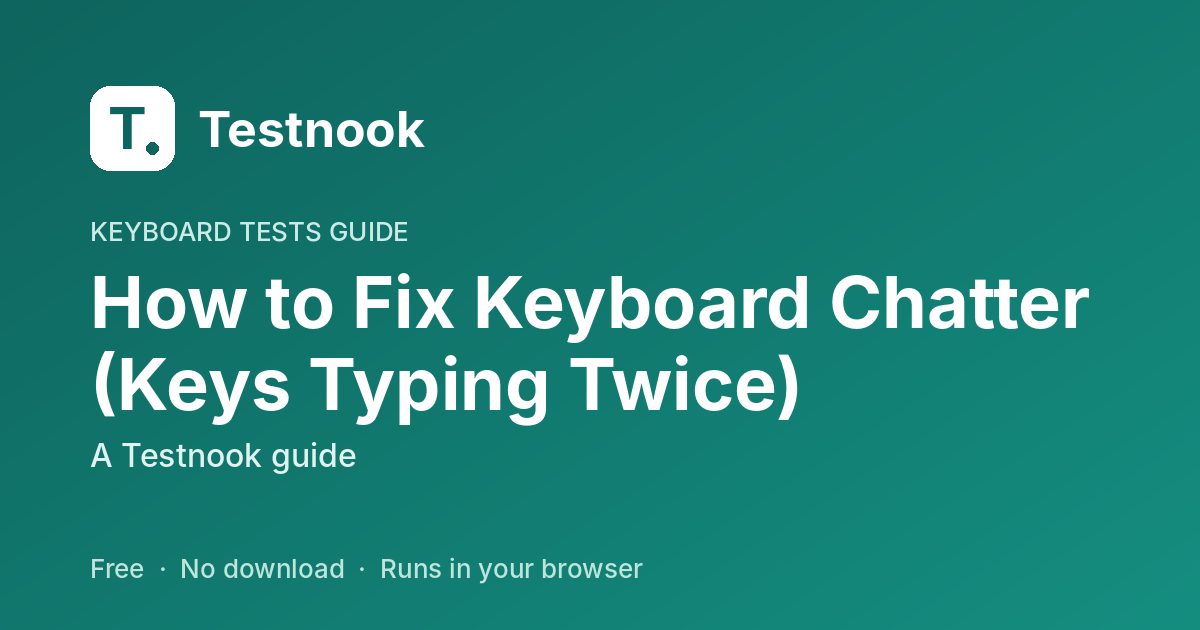 T.
Testnook
KEYBOARD TESTS GUIDE
How to Fix Keyboard Chatter
(Keys Typing Twice)
A Testnook guide
Free · No download · Runs in your browser